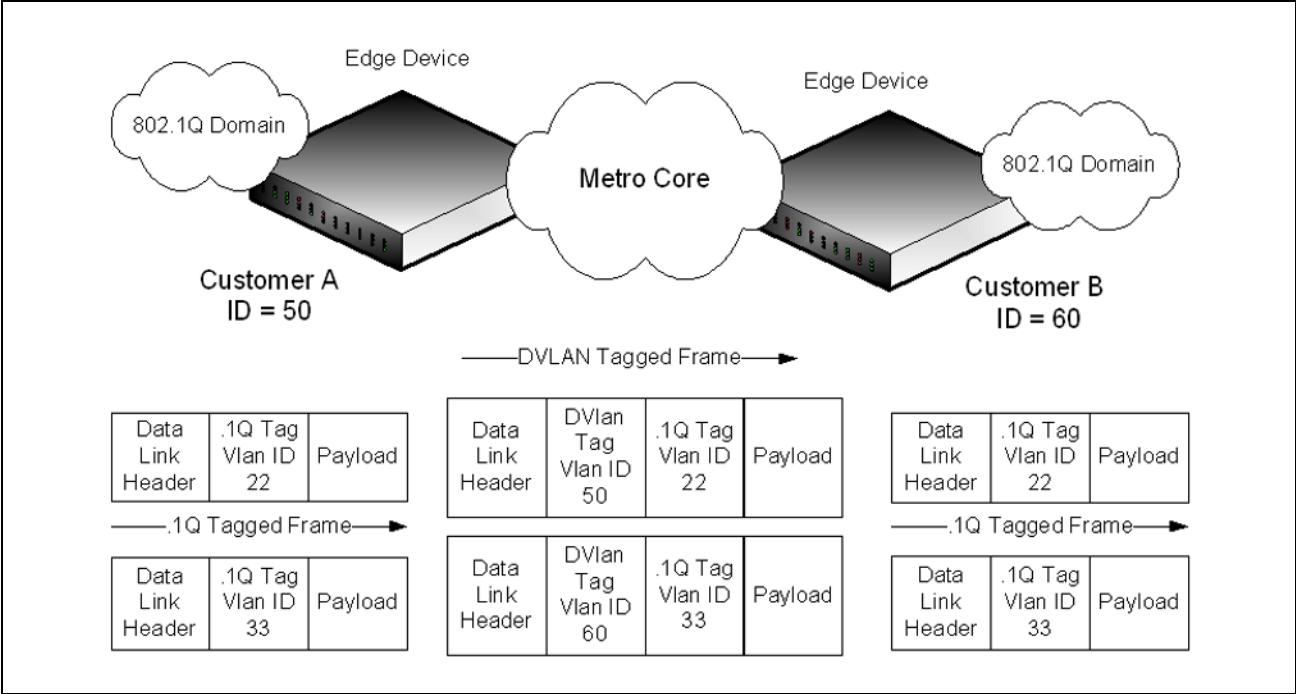 Edge Device
Edge Device
802.1Q Domain
Metro Core
802.1Q Domain
Customer A
ID = 50
Customer B
ID = 60
DVLAN Tagged Frame
Data
Link
Header
.1Q Tag
Vlan ID
22
Payload
Data
Link
Header
DVlan
Tag
Vlan ID
50
.1Q Tag
Vlan ID
22
Payload
Data
Link
Header
.1Q Tag
Vlan ID
22
Payload
.1Q Tagged Frame
.1Q Tagged Frame
Data
Link
Header
.1Q Tag
Vlan ID
33
Payload
Data
Link
Header
DVlan
Tag
Vlan ID
60
.1Q Tag
Vlan ID
33
Payload
Data
Link
Header
.1Q Tag
Vlan ID
33
Payload